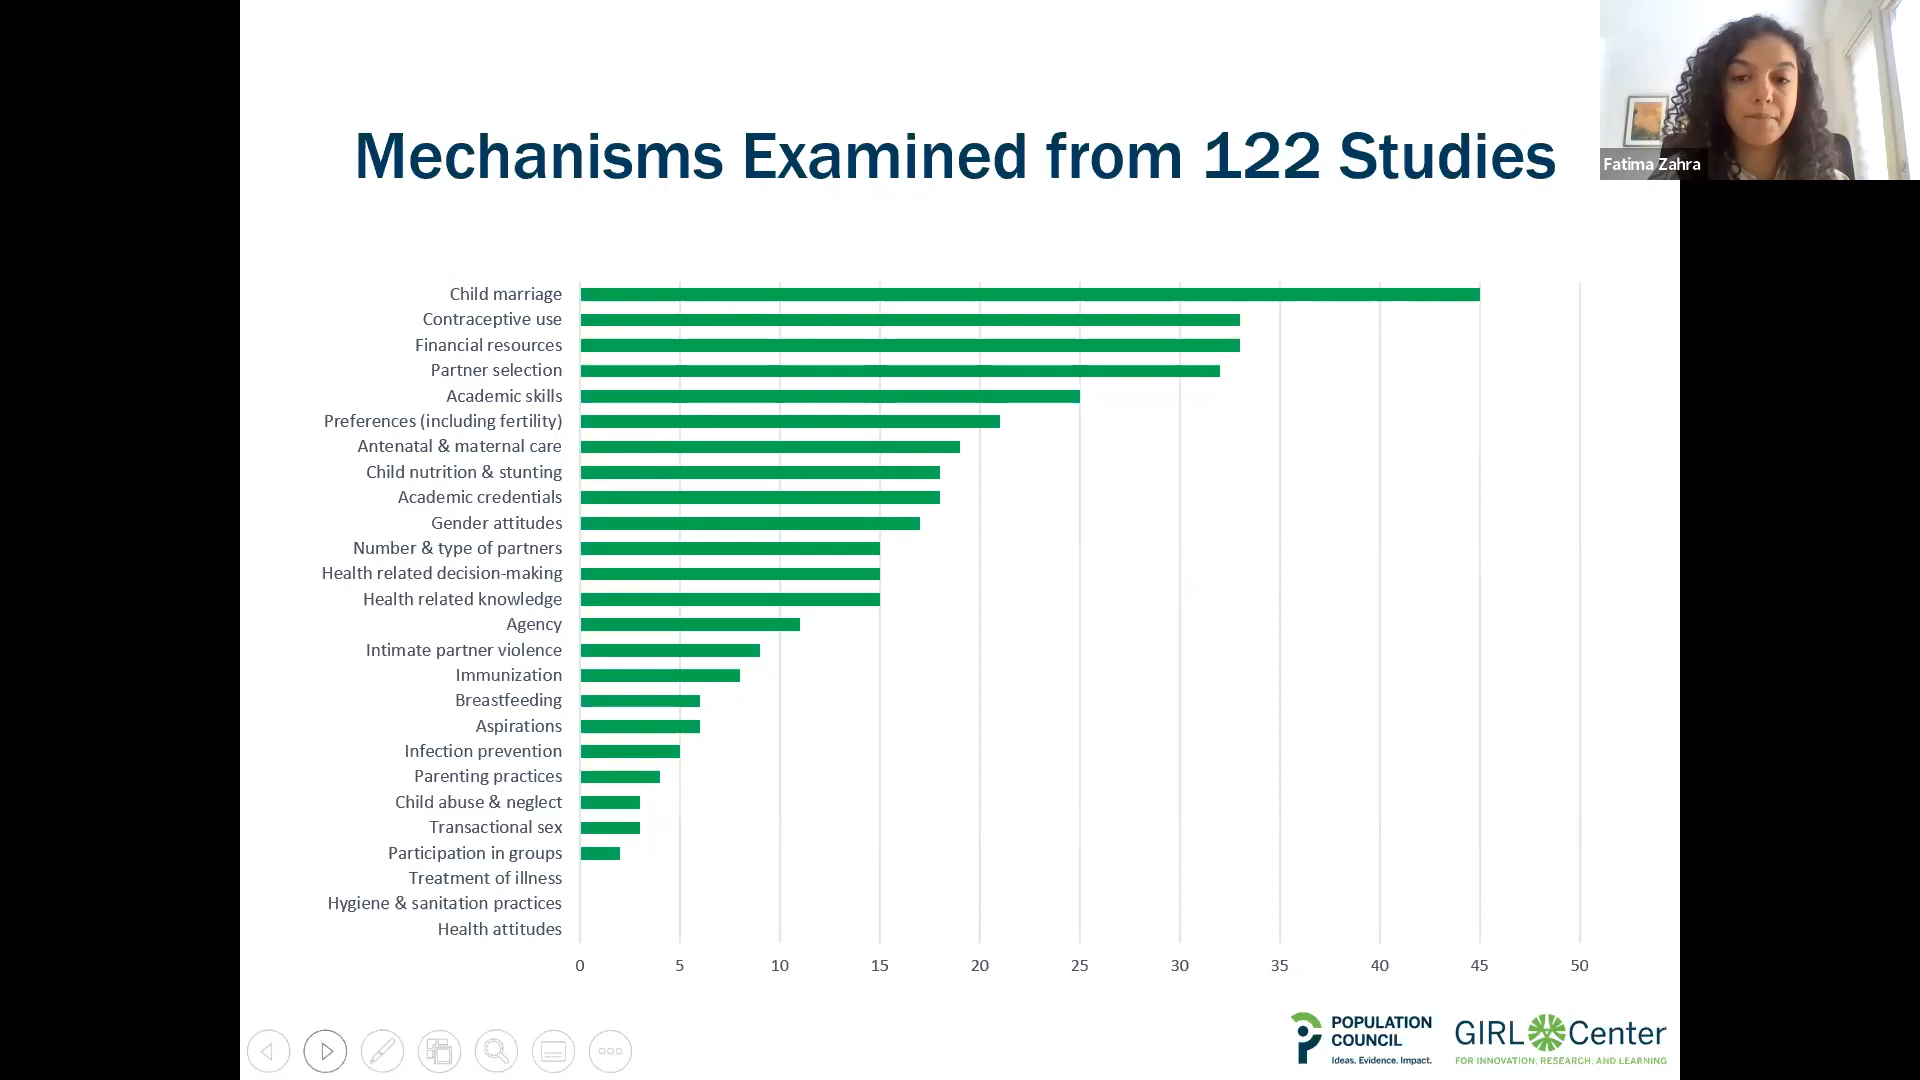 Mechanisms Examined from 122 Studies
Fatima Zahra
Child marriage
Contraceptive use
Financial resources
Partner selection
Academic skills
Preferences (including fertility)
Antenatal & maternal care
Child nutrition & stunting
Academic credentials
Gender attitudes
Number & type of partners
Health related decision-making
Health related knowledge
Agency
Intimate partner violence
Immunization
Breastfeeding
Aspirations
Infection prevention
Parenting practices
Child abuse & neglect
Transactional sex
Participation in groups
Treatment of illness
Hygiene & sanitation practices
Health attitudes
0 5 10 15 20 25 30 35 40 45 50
POPULATION
COUNCIL
Ideas. Evidence. Impact.
GIRL Center
FOR INNOVATION, RESEARCH, AND LEARNING